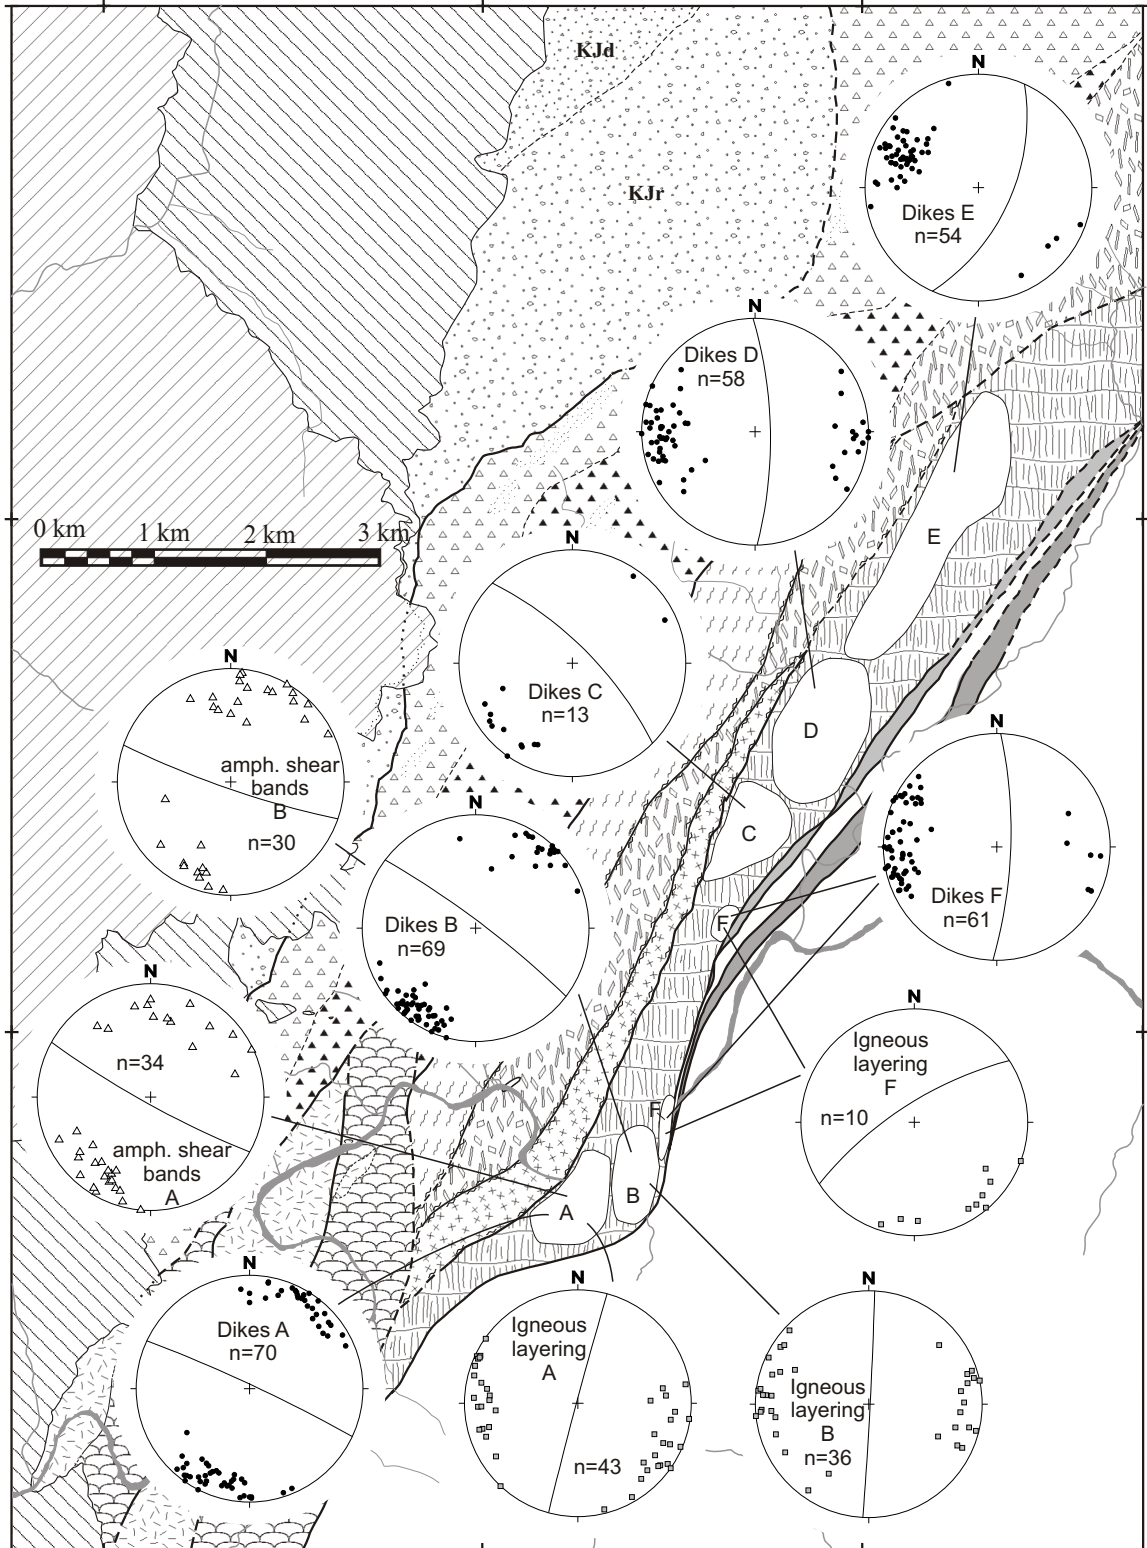 KJd
N
KJr
Dikes E
n=54
N
Dikes D
n=58
0 km 1 km 2 km 3 km
N
E
Dikes C
n=13
N
amph. shear
bands
B
n=30
D
N
C
N
Dikes B
n=69
F
Dikes F
n=61
N
n=34
amph. shear
bands
A
N
Igneous
layering
F
n=10
F
B
A
N
Dikes A
n=70
N
Igneous
layering
A
n=43
N
Igneous
layering
B
n=36